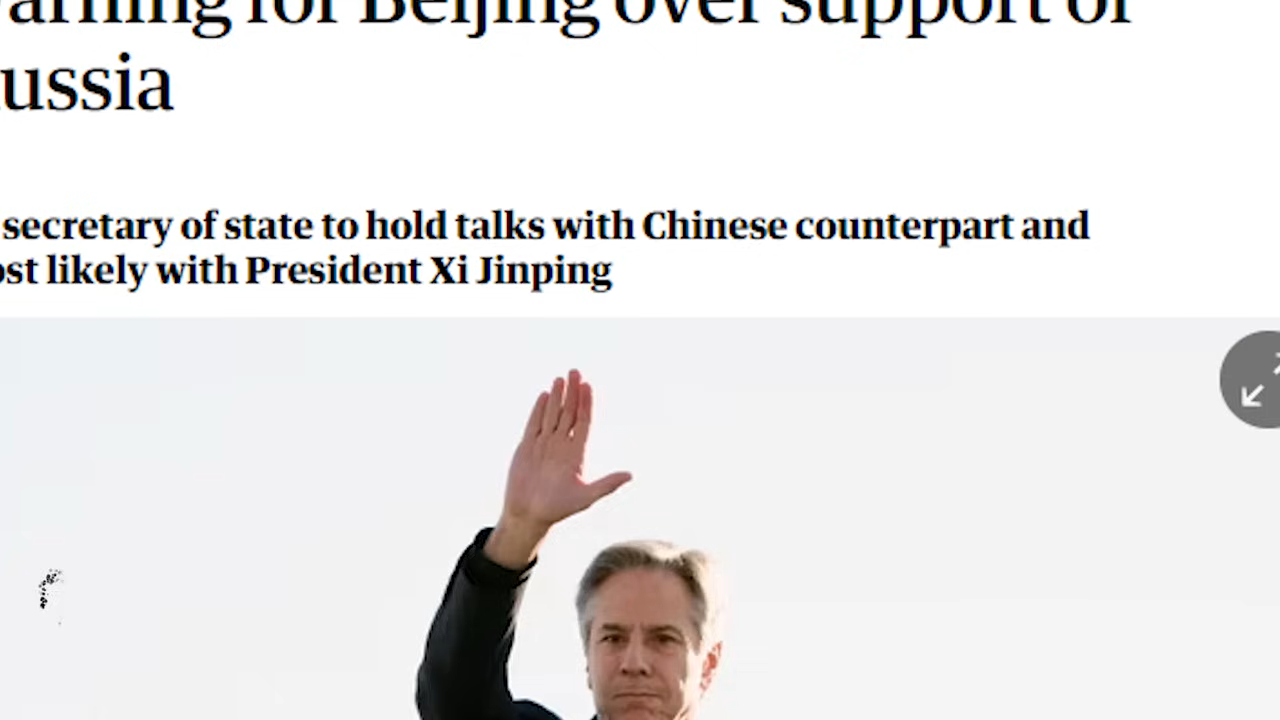 arning for Beijing over support of
ussia
secretary of state to hold talks with Chinese counterpart and
ost likely with President Xi Jinping